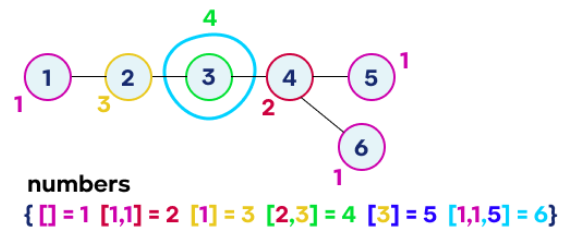 4
1 2 3 4 5 1
1 3 2
6
1
numbers
{ [] = 1 [1,1] = 2 [1] = 3 [2,3] = 4 [3] = 5 [1,1,5] = 6}